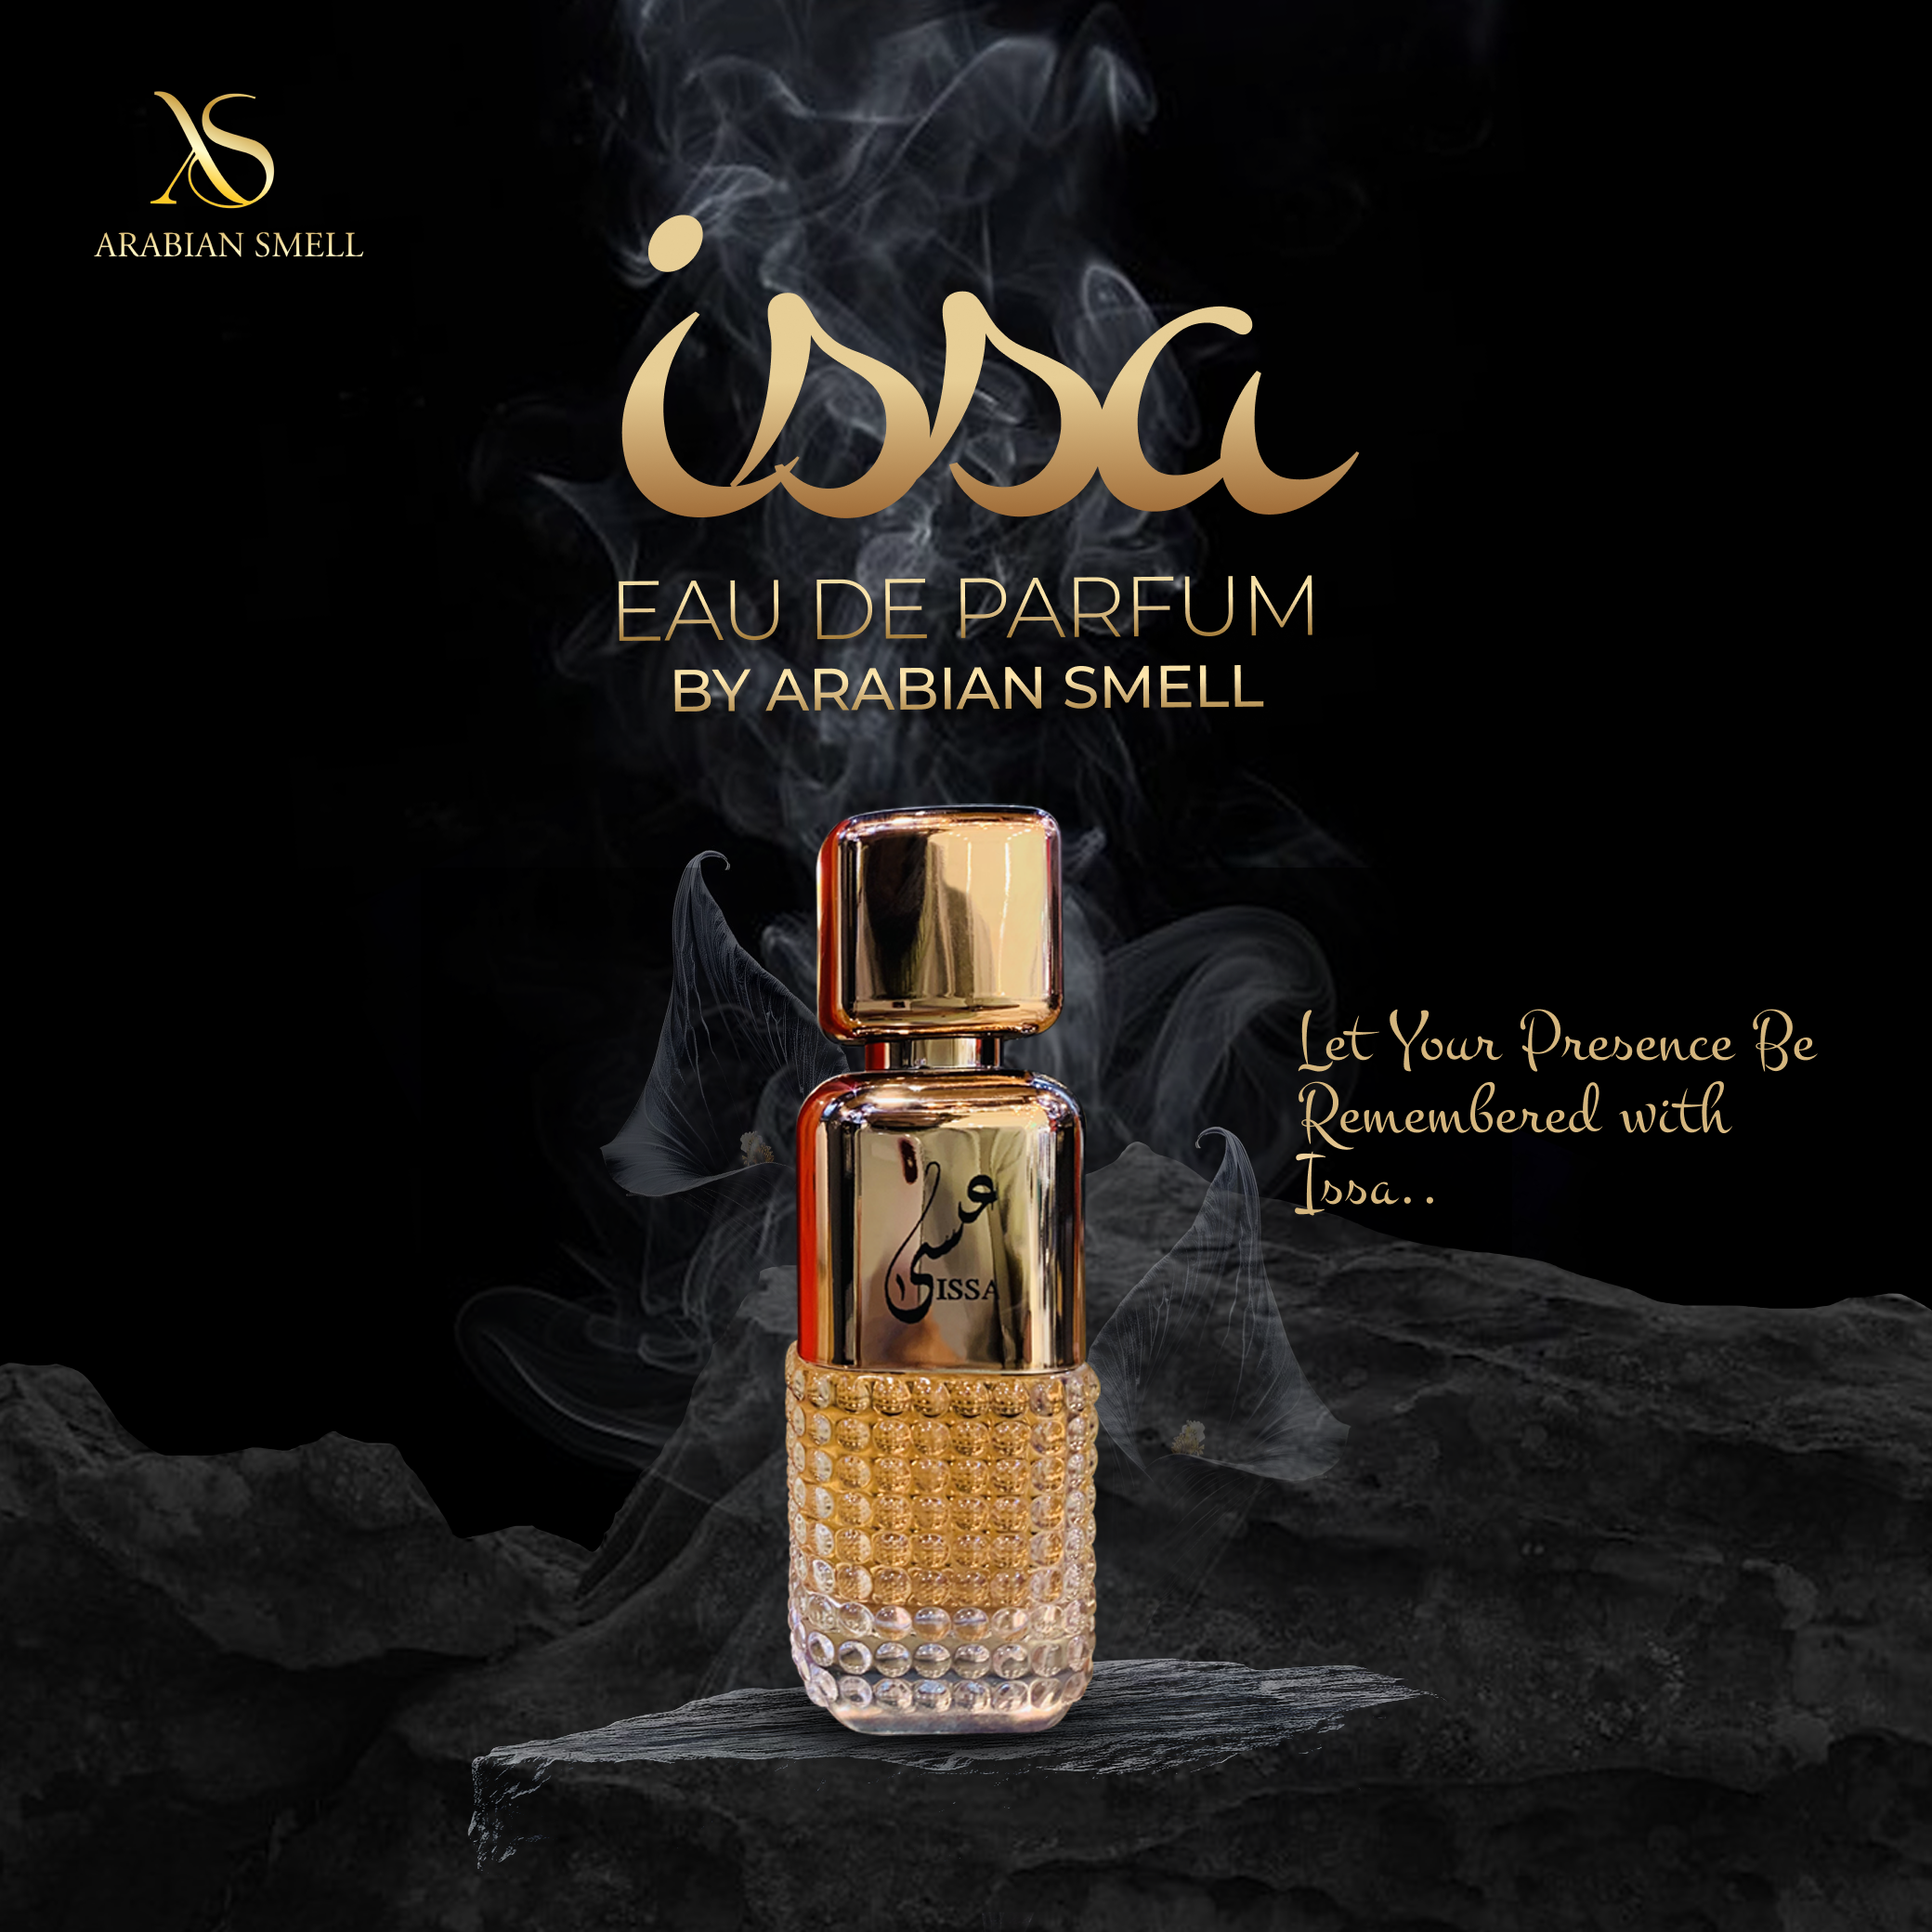 XS
ARABIAN SMELL
issa
EAU DE PARFUM
BY ARABIAN SMELL
Let Your Presence Be
Remembered with
Issa..
عيسى
ISSA